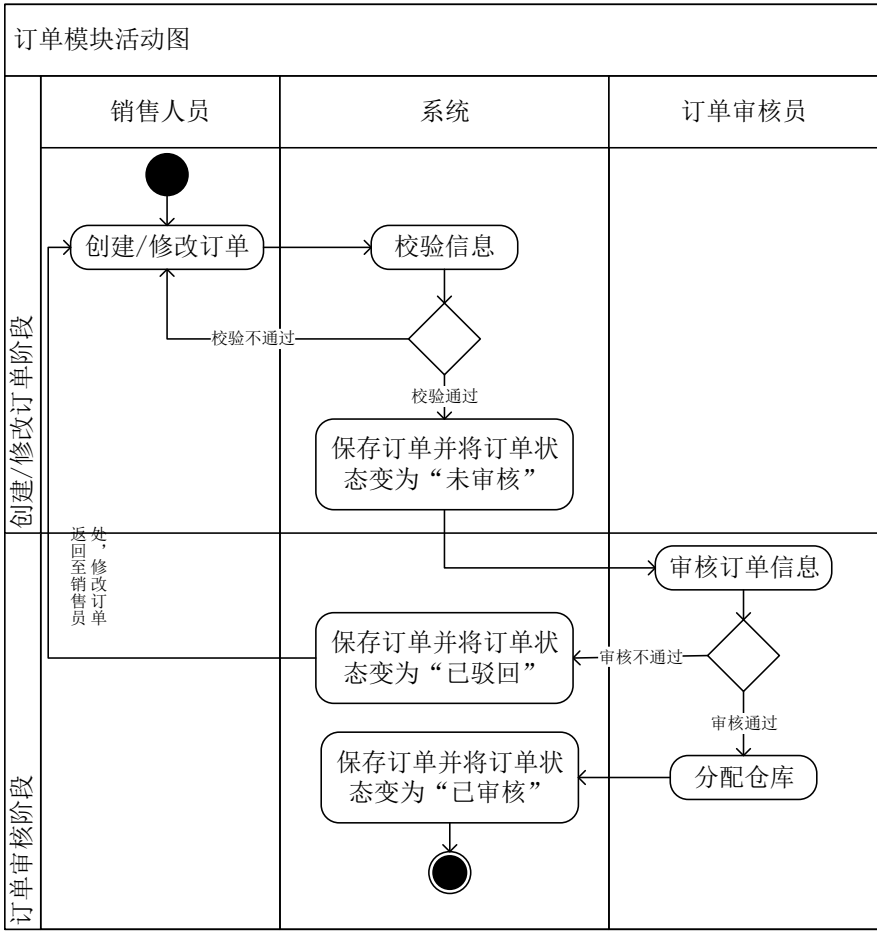 订单模块活动图
销售人员
系统
订单审核员
创建/修改订单阶段
创建/修改订单
校验信息
校验不通过
校验通过
保存订单并将订单状
态变为“未审核”
订单审核阶段
返回至销售员
处，修改订单
审核订单信息
保存订单并将订单状
态变为“已驳回”
审核不通过
审核通过
保存订单并将订单状
态变为“已审核”
分配仓库